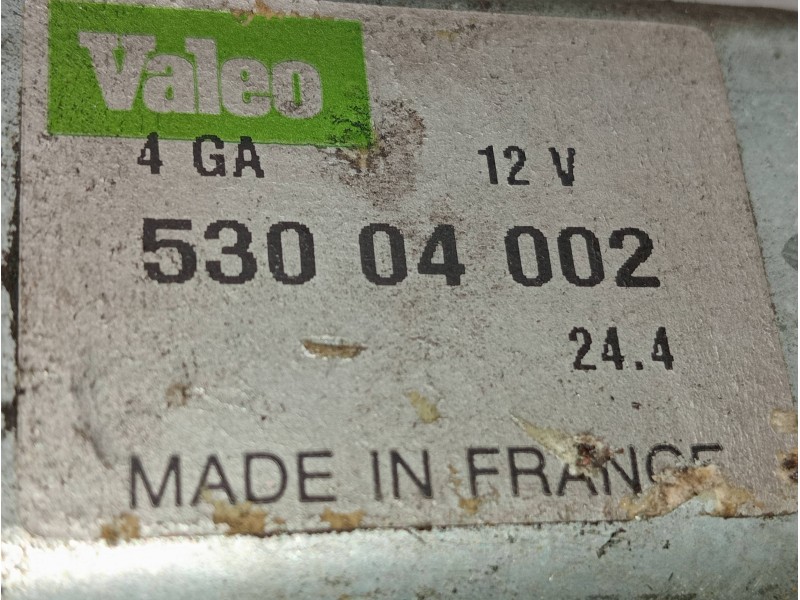 Valeo
4 GA 12 V
530 04 002
24.4
MADE IN FRANCE